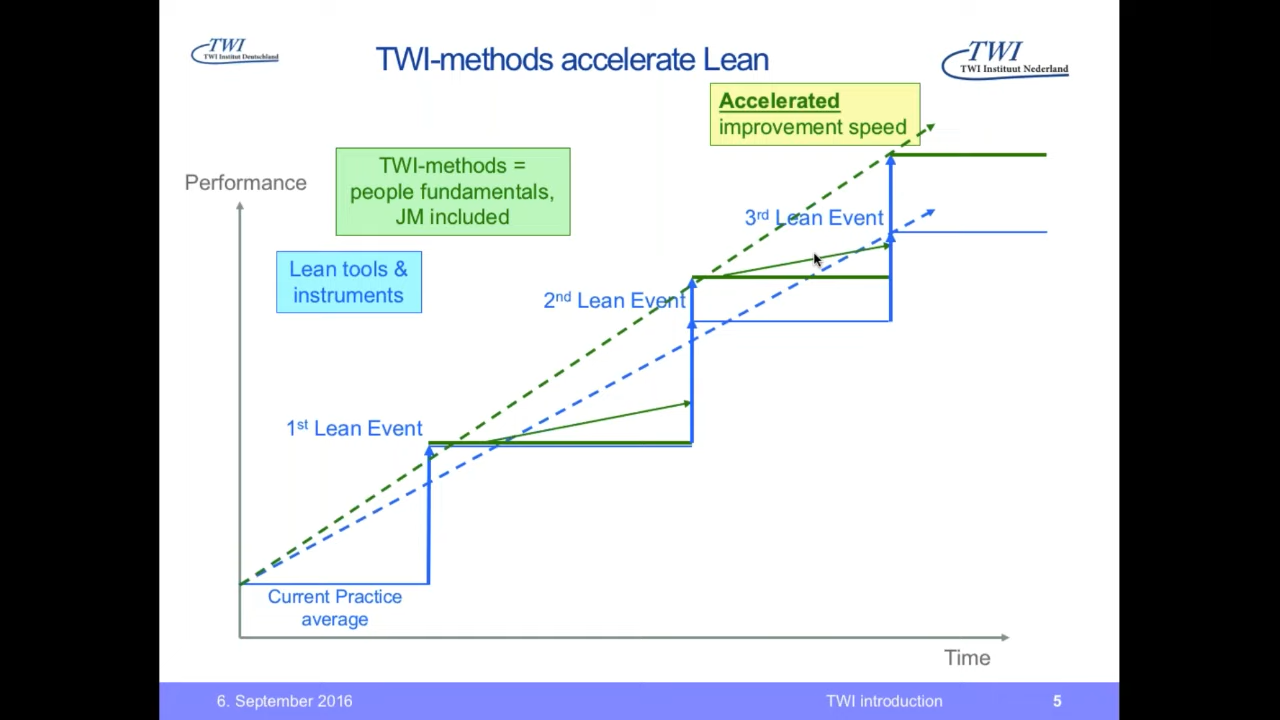 TWI
TWI Institut Deutschland
TWI-methods accelerate Lean
TWI
TWI Instituut Nederland
Accelerated
improvement speed
TWI-methods =
people fundamentals,
JM included
Performance
3rd Lean Event
Lean tools &
instruments
2nd Lean Event
1st Lean Event
Current Practice
average
Time
6. September 2016
TWI introduction
5